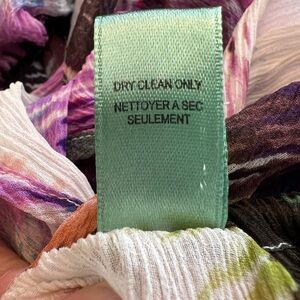 DRY CLEAN ONLY
NETTOYER A SEC
SEULEMENT